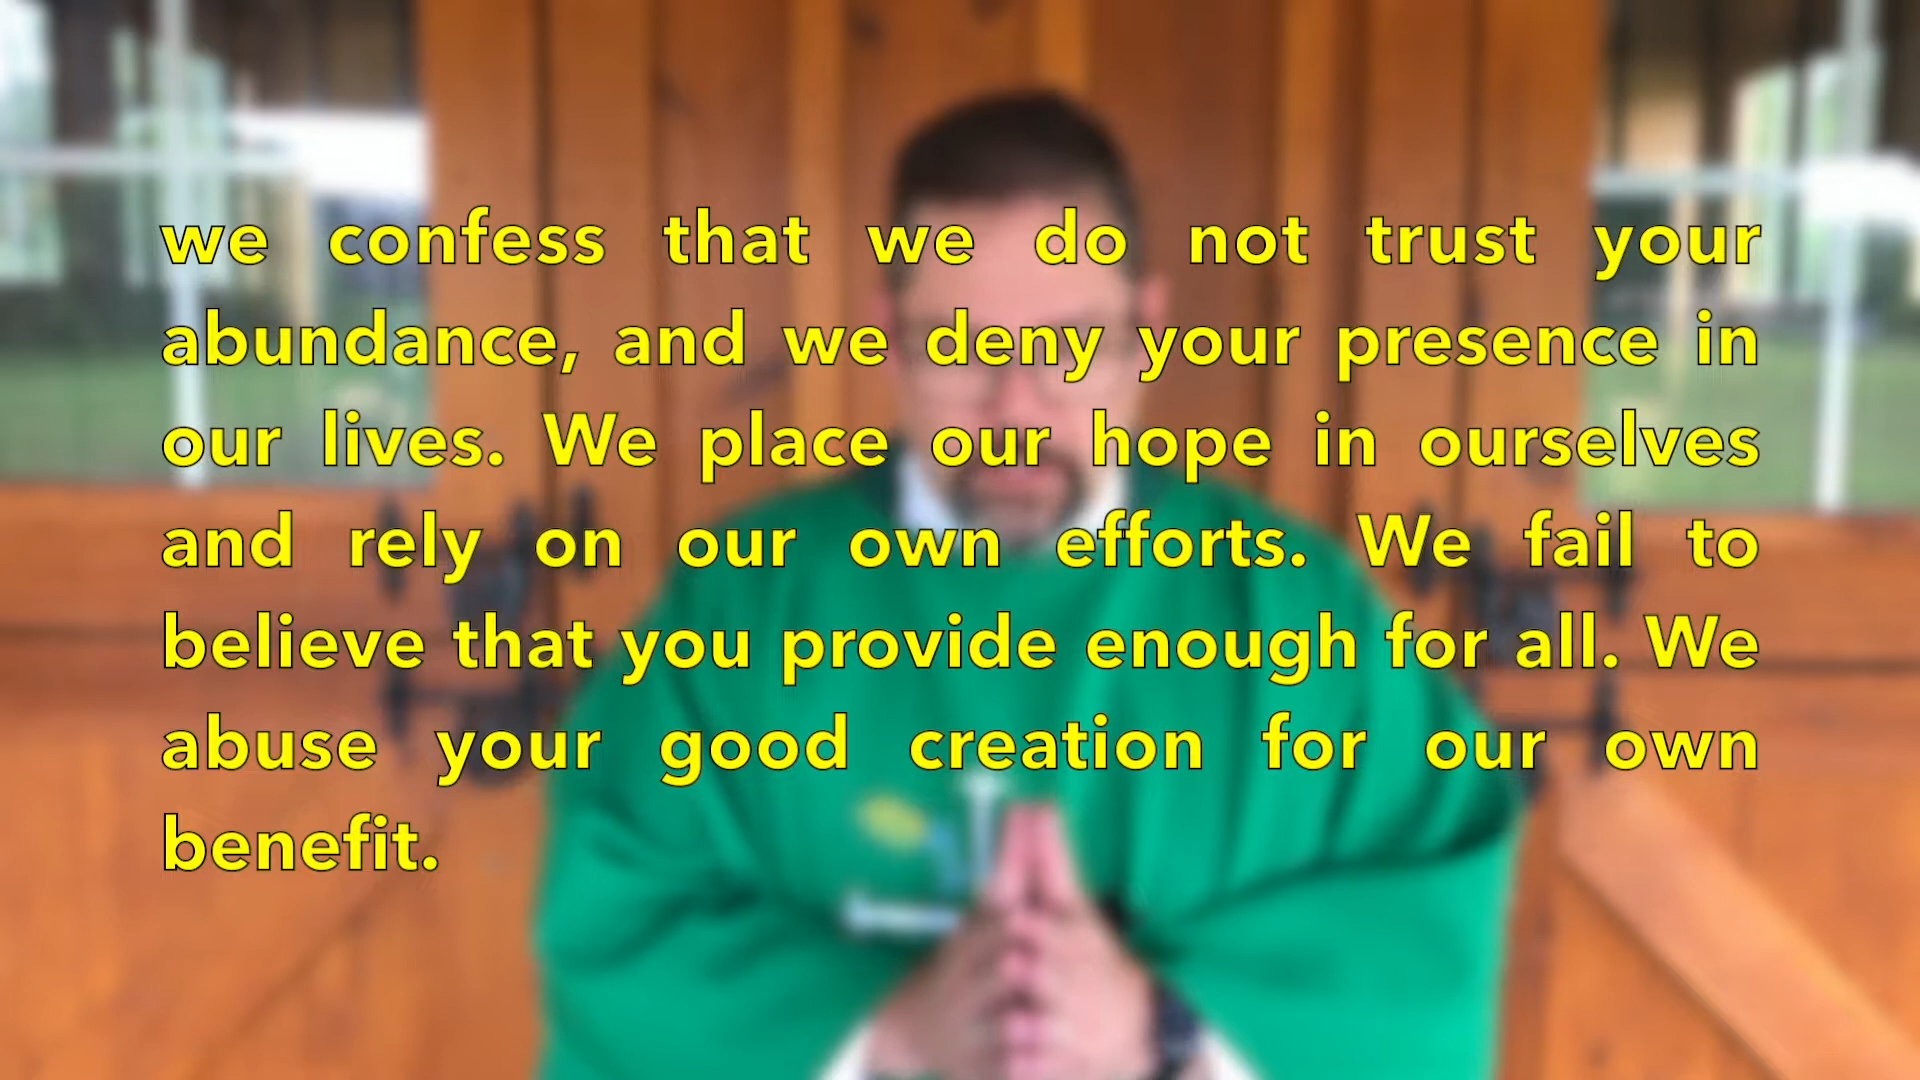 we confess that we do not trust your
abundance, and we deny your presence in
our lives. We place our hope in ourselves
and rely on our own efforts. We fail to
believe that you provide enough for all. We
abuse your good creation for our own
benefit.